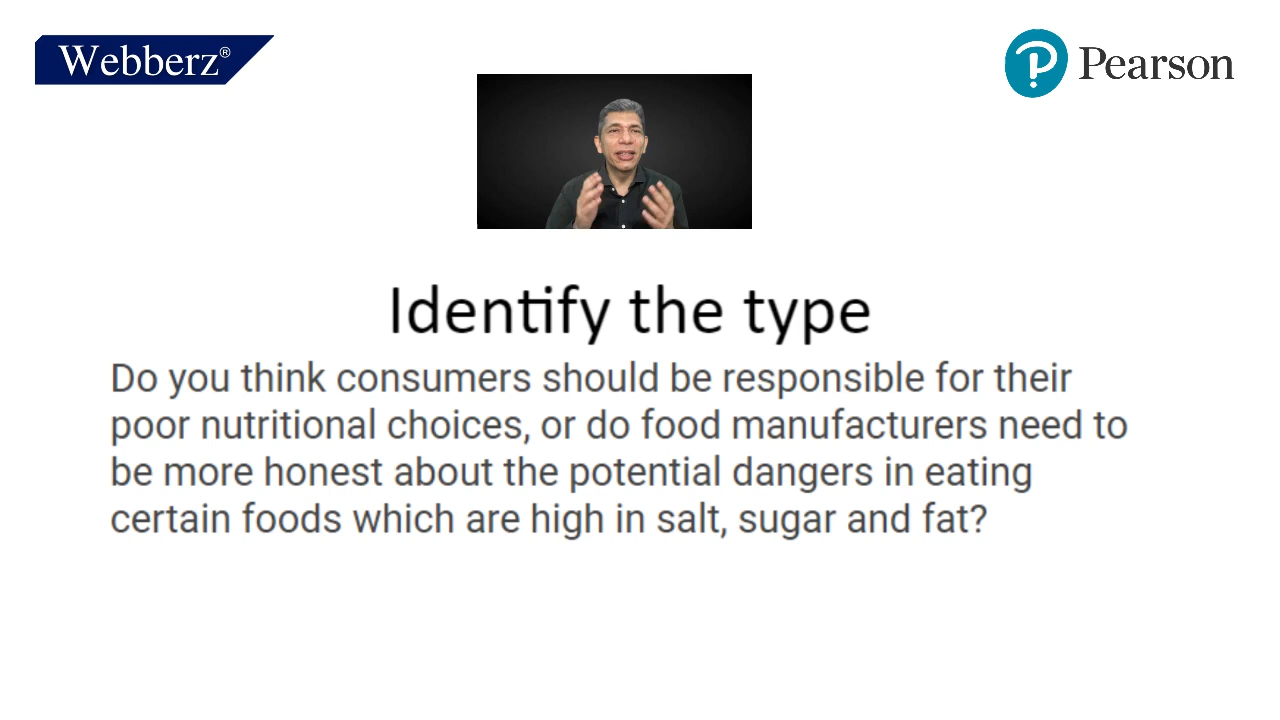 Webberz®
Pearson
Identify the type
Do you think consumers should be responsible for their
poor nutritional choices, or do food manufacturers need to
be more honest about the potential dangers in eating
certain foods which are high in salt, sugar and fat?